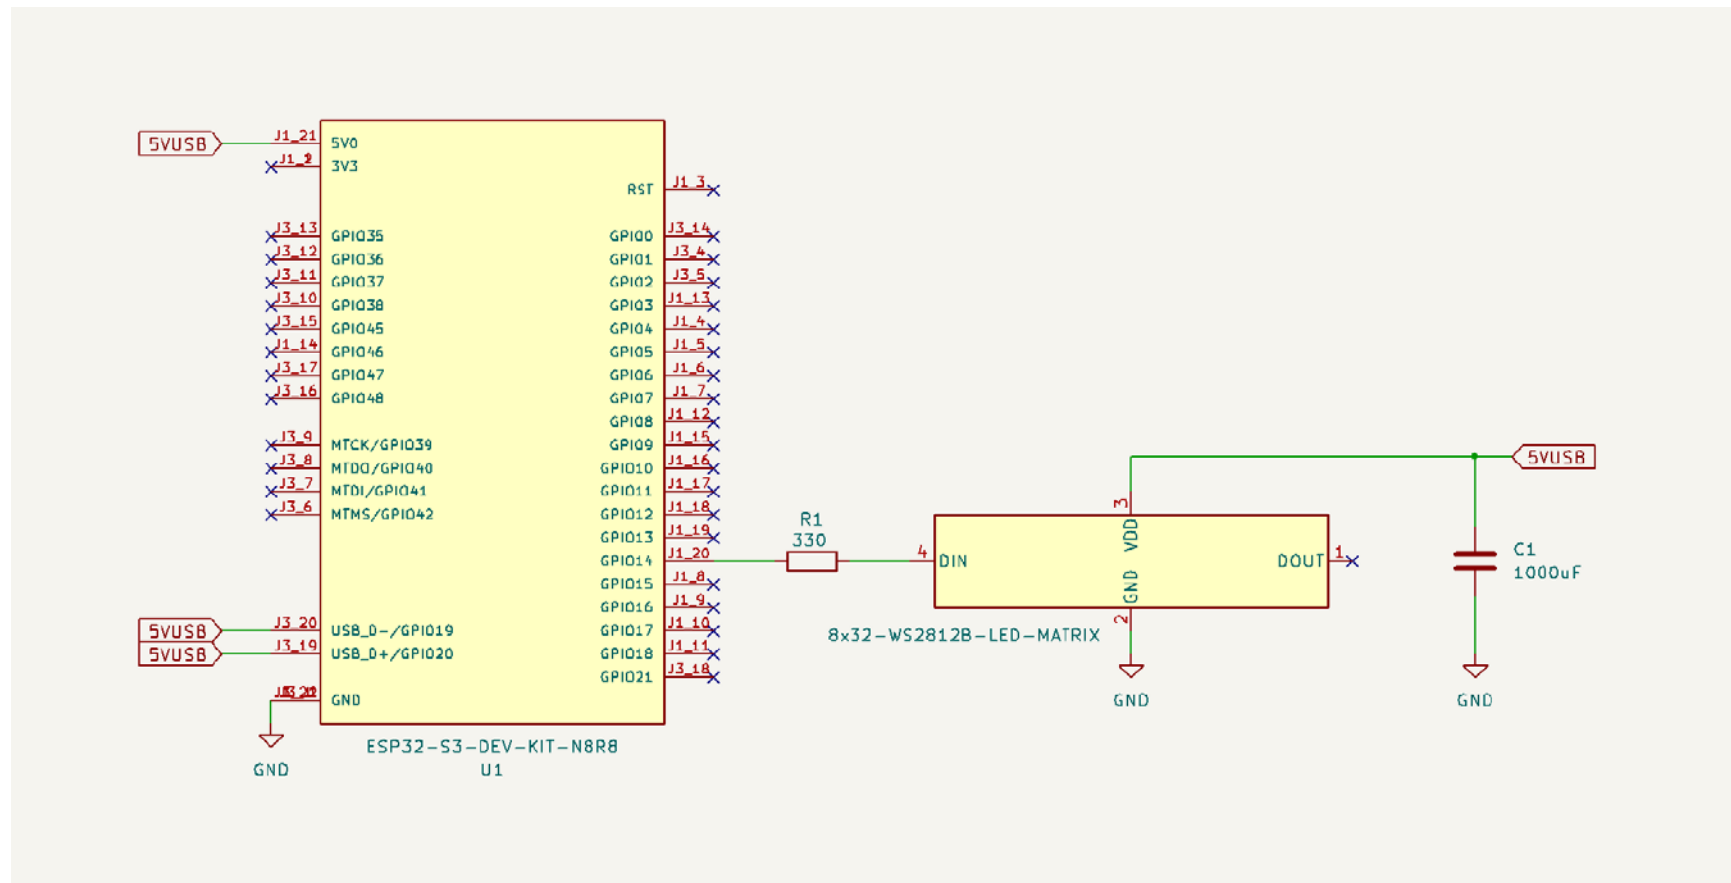 5VUSB
J1_21
5V0
3V3
J1_3
RST
J3_13
GPIO35
J3_14
GPIO0
J3_12
GPIO36
J3_4
GPIO1
J3_11
GPIO37
J3_5
GPIO2
J3_10
GPIO38
J1_13
GPIO3
J3_15
GPIO45
J1_4
GPIO4
J1_14
GPIO46
J1_5
GPIO5
J3_17
GPIO47
J1_6
GPIO6
J3_16
GPIO48
J1_7
GPIO7
J1_12
GPIO8
J3_9
MTCK/GPIO39
J1_15
GPIO9
J3_8
MTDO/GPIO40
J1_16
GPIO10
J3_7
MTDI/GPIO41
J1_17
GPIO11
J3_6
MTMS/GPIO42
J1_18
GPIO12
J1_19
GPIO13
J1_20
GPIO14
J1_8
GPIO15
J1_9
GPIO16
5VUSB
J3_20
USB_D-/GPIO19
J1_10
GPIO17
5VUSB
J3_19
USB_D+/GPIO20
J1_11
GPIO18
J3_18
GPIO21
GND
GND
ESP32-S3-DEV-KIT-N8R8
U1
R1
330
4
DIN
3
VDD
GND
2
DOUT
1
8x32-WS2812B-LED-MATRIX
GND
5VUSB
C1
1000uF
GND